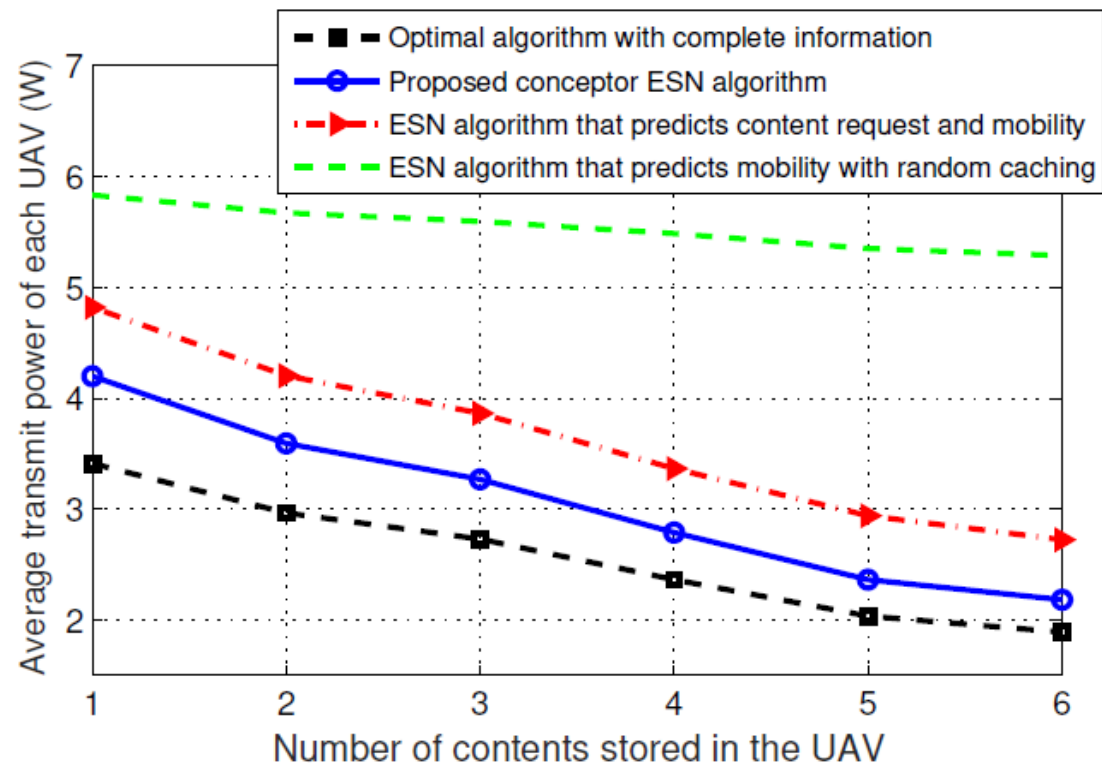 Optimal algorithm with complete information
Proposed conceptor ESN algorithm
ESN algorithm that predicts content request and mobility
ESN algorithm that predicts mobility with random caching
Average transmit power of each UAV (W)
7
6
5
4
3
2
1 2 3 4 5 6
Number of contents stored in the UAV